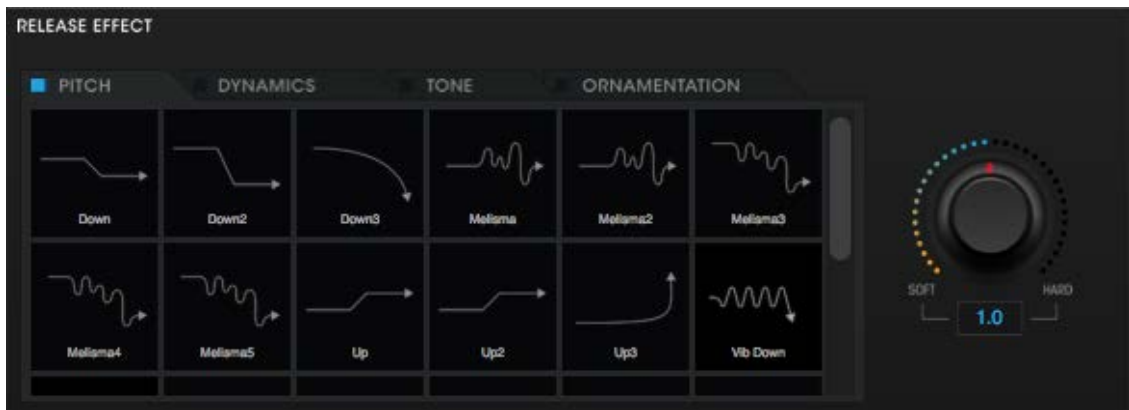 RELEASE EFFECT
PITCH DYNAMICS TONE ORNAMENTATION
Down Down2 Down3 Melisma Melisma2 Melisma3
Melisma4 Melisma5 Up Up2 Up3 Vib Down
SOFT HARD
1.0